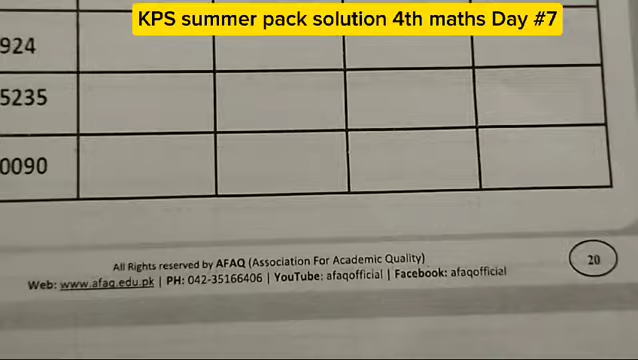 KPS summer pack solution 4th maths Day #7
924
5235
0090
All Rights reserved by AFAQ (Association For Academic Quality)
Web: www.afaq.edu.pk | PH: 042-35166406 | YouTube: afaqofficial | Facebook: afaqofficial
20